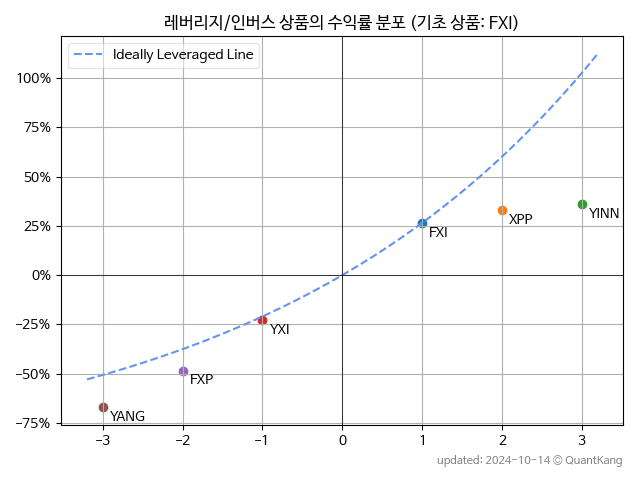 레버리지/인버스 상품의 수익률 분포 (기초 상품: FXI)
Ideally Leveraged Line
100%
75%
50%
25%
0%
−25%
−50%
−75%
YINN
XPP
FXI
YXI
FXP
YANG
−3 −2 −1 0 1 2 3
updated: 2024-10-14 © QuantKang